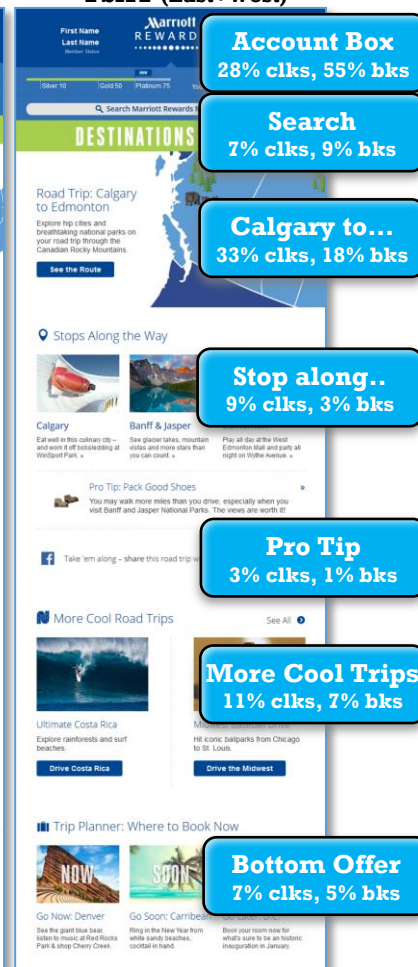 (East+West)
First Name
Last Name
Member Status
Marriott
REWARD
Silver 10
Gold 50
Platinum 75
Search Marriott Rewards
DESTINATIONS
Account Box
28% clks, 55% bks
Search
7% clks, 9% bks
Road Trip: Calgary
to Edmonton
Explore hip cities and
breathtaking national parks on
your road trip through the
Canadian Rocky Mountains.
See the Route
Calgary to...
33% clks, 18% bks
Stops Along the Way
Stop along..
9% clks, 3% bks
Calgary
Eat well in this culinary city –
and work it off bobsledding at
WinSport Park. »
Banff & Jasper
See glacier lakes, mountain
vistas and more stars than
you can count. »
Play all day at the West
Edmonton Mall and party all
night on Wythe Avenue. »
Pro Tip: Pack Good Shoes
»
You may walk more miles than you drive, especially when you
visit Banff and Jasper National Parks. The views are worth it!
Take 'em along – share this road trip
Pro Tip
3% clks, 1% bks
More Cool Road Trips
See All
More Cool Trips
11% clks, 7% bks
Ultimate Costa Rica
Explore rainforests and surf
beaches.
Drive Costa Rica
Hit iconic ballparks from Chicago
to St. Louis.
Drive the Midwest
Trip Planner: Where to Book Now
Bottom Offer
7% clks, 5% bks
NOW
Go Now: Denver
See the giant blue bear,
listen to music at Red Rocks
Park & shop Cherry Creek.
SOON
Go Soon: Carribean
Ring in the New Year from
white sandy beaches,
cocktail in hand.
Book your room now for
what's sure to be an historic
inauguration in January.